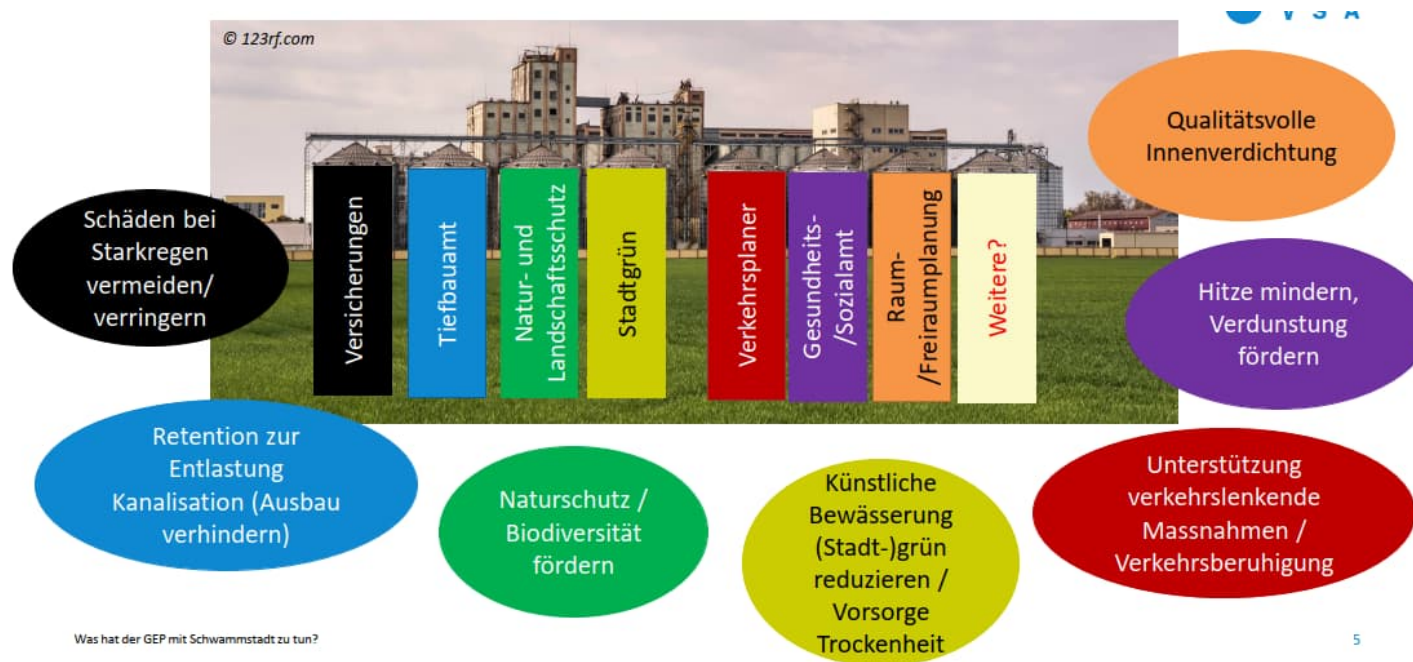 VSA
© 123rf.com
Qualitätsvolle
Innenverdichtung
Schäden bei
Starkregen
vermeiden/
verringern
Versicherungen
Tiefbauamt
Natur- und
Landschaftsschutz
Stadtgrün
Verkehrsplaner
Gesundheits-
/Sozialamt
Raum-
/Freiraumplanung
Weitere?
Hitze mindern,
Verdunstung
fördern
Retention zur
Entlastung
Kanalisation (Ausbau
verhindern)
Naturschutz /
Biodiversität
fördern
Künstliche
Bewässerung
(Stadt-)grün
reduzieren /
Vorsorge
Trockenheit
Unterstützung
verkehrslenkende
Massnahmen /
Verkehrsberuhigung
Was hat der GEP mit Schwammstadt zu tun?
5